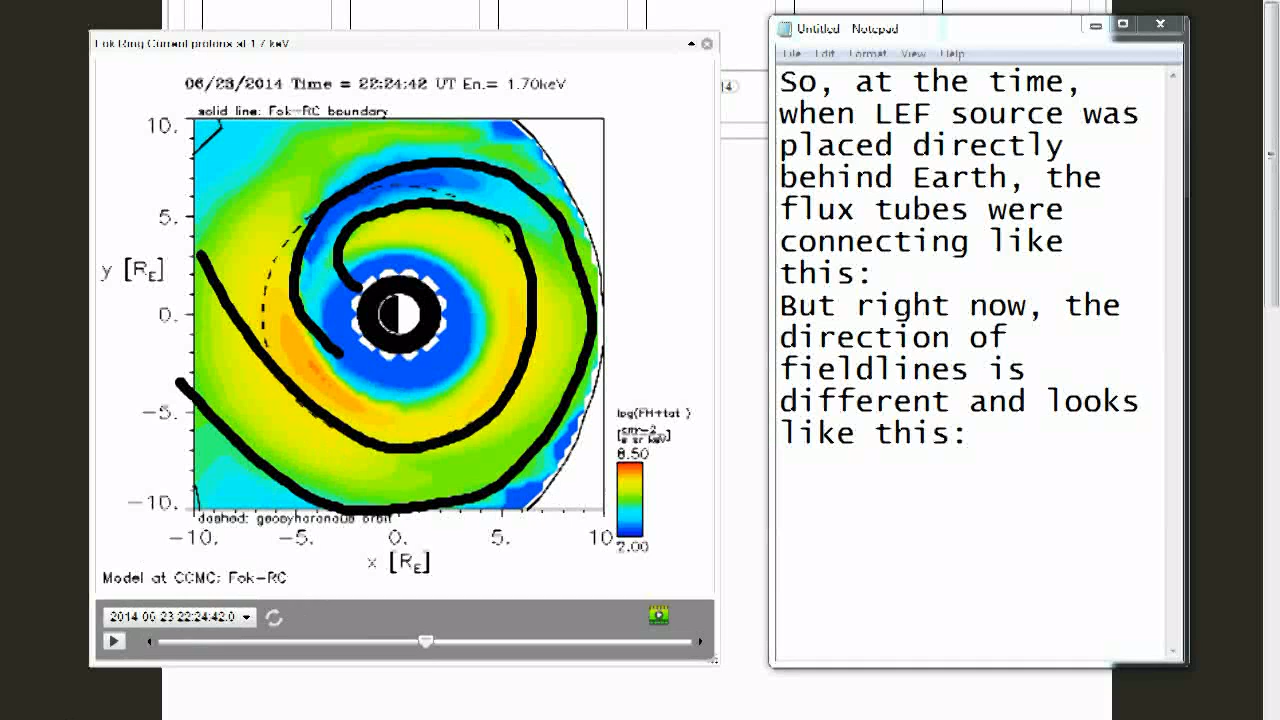 Fok Ring Current protons at 1.7 keV
06/23/2014 Time = 22:24:42 UT En.= 1.70keV
solid line: Fok-RC boundary
10.
5.
y [RE]
0.
-5.
-10.
dashed: geosynchronous orbit
-10. -5. 0. 5. 10
x [RE]
8.50
2.00
Model at CCMC: Fok-RC
2014-06-23 22:24:42.0
Untitled - Notepad
File Edit Format View Help
So, at the time,
when LEF source was
placed directly
behind Earth, the
flux tubes were
connecting like
this:
But right now, the
direction of
fieldlines is
different and looks
like this: